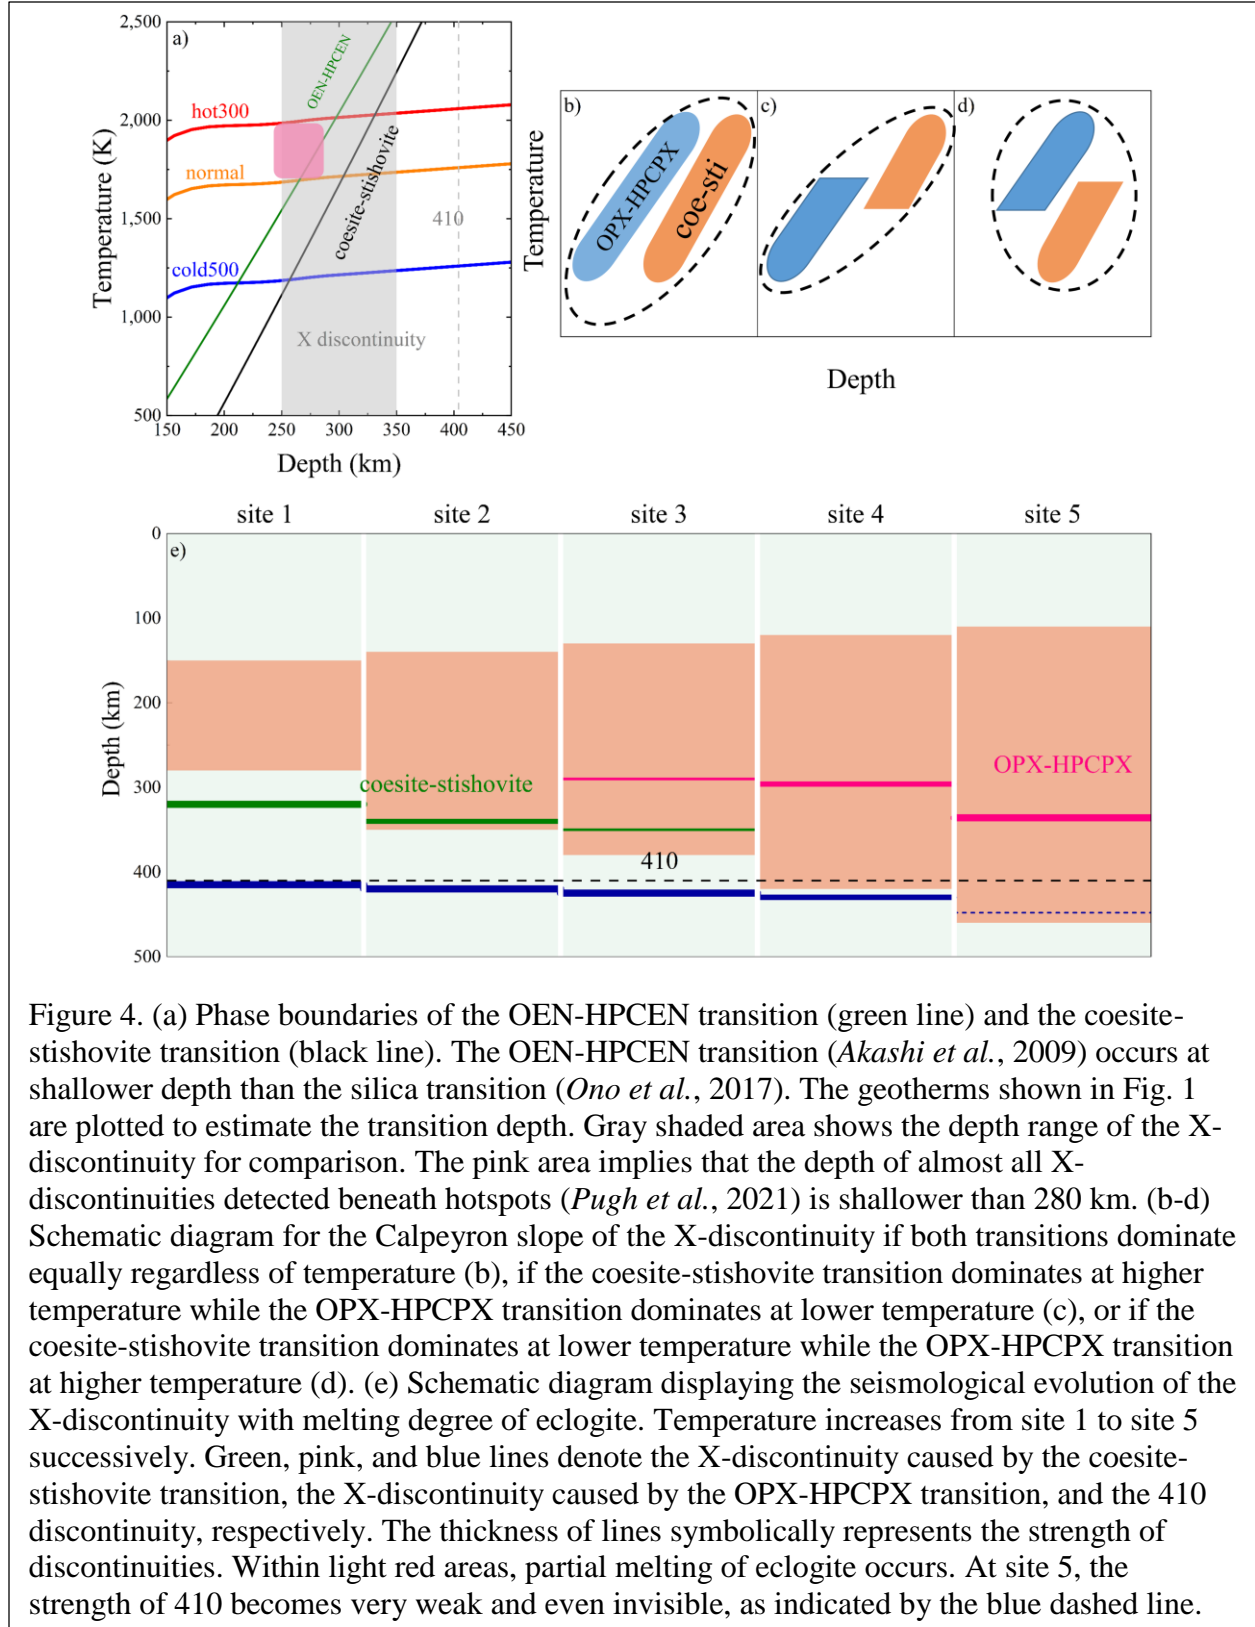 a)
2,500
2,000
1,500
1,000
500
Temperature (K)
hot300
normal
cold500
OEN-HPCEN
coesite-stishovite
410
X discontinuity
150 200 250 300 350 400 450
Depth (km)
b)
c)
d)
Temperature
OPX-HPCPX
coe-sti
Depth
site 1 site 2 site 3 site 4 site 5
e)
0
100
200
300
400
500
Depth (km)
coesite-stishovite
OPX-HPCPX
410
Figure 4. (a) Phase boundaries of the OEN-HPCEN transition (green line) and the coesite-
stishovite transition (black line). The OEN-HPCEN transition (Akashi et al., 2009) occurs at
shallower depth than the silica transition (Ono et al., 2017). The geotherms shown in Fig. 1
are plotted to estimate the transition depth. Gray shaded area shows the depth range of the X-
discontinuity for comparison. The pink area implies that the depth of almost all X-
discontinuities detected beneath hotspots (Pugh et al., 2021) is shallower than 280 km. (b-d)
Schematic diagram for the Calpeyron slope of the X-discontinuity if both transitions dominate
equally regardless of temperature (b), if the coesite-stishovite transition dominates at higher
temperature while the OPX-HPCPX transition dominates at lower temperature (c), or if the
coesite-stishovite transition dominates at lower temperature while the OPX-HPCPX transition
at higher temperature (d). (e) Schematic diagram displaying the seismological evolution of the
X-discontinuity with melting degree of eclogite. Temperature increases from site 1 to site 5
successively. Green, pink, and blue lines denote the X-discontinuity caused by the coesite-
stishovite transition, the X-discontinuity caused by the OPX-HPCPX transition, and the 410
discontinuity, respectively. The thickness of lines symbolically represents the strength of
discontinuities. Within light red areas, partial melting of eclogite occurs. At site 5, the
strength of 410 becomes very weak and even invisible, as indicated by the blue dashed line.